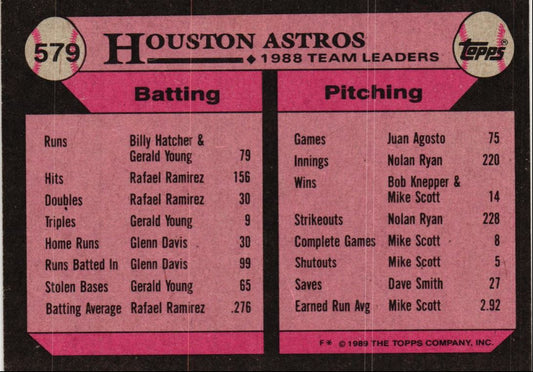 579
HOUSTON ASTROS
1988 TEAM LEADERS
Topps®
Batting
Runs Billy Hatcher &
Gerald Young 79
Hits Rafael Ramirez 156
Doubles Rafael Ramirez 30
Triples Gerald Young 9
Home Runs Glenn Davis 30
Runs Batted In Glenn Davis 99
Stolen Bases Gerald Young 65
Batting Average Rafael Ramirez .276
Pitching
Games Juan Agosto 75
Innings Nolan Ryan 220
Wins Bob Knepper &
Mike Scott 14
Strikeouts Nolan Ryan 228
Complete Games Mike Scott 8
Shutouts Mike Scott 5
Saves Dave Smith 27
Earned Run Avg Mike Scott 2.92
F* © 1989 THE TOPPS COMPANY, INC.